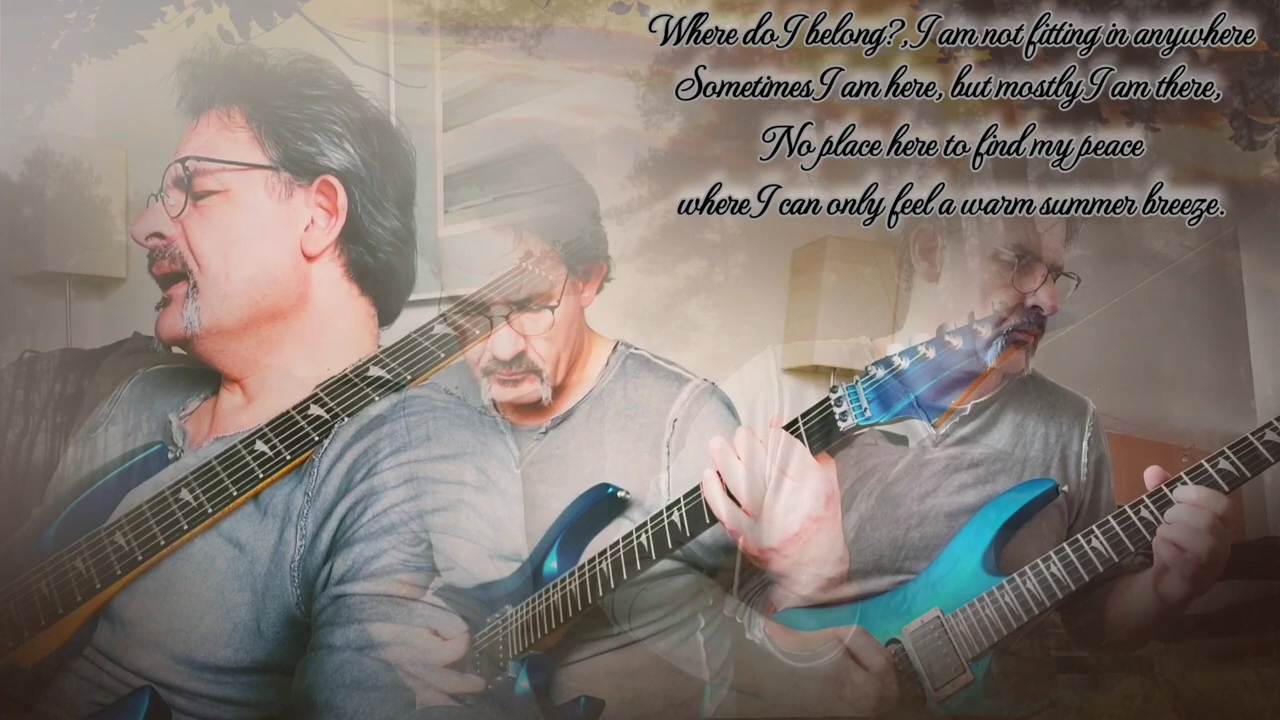 Where do I belong?, I am not fitting in anywhere
Sometimes I am here, but mostly I am there,
No place here to find my peace
where I can only feel a warm summer breeze.